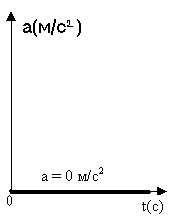 a(м/с²)
a = 0 м/с²
0
t(c)